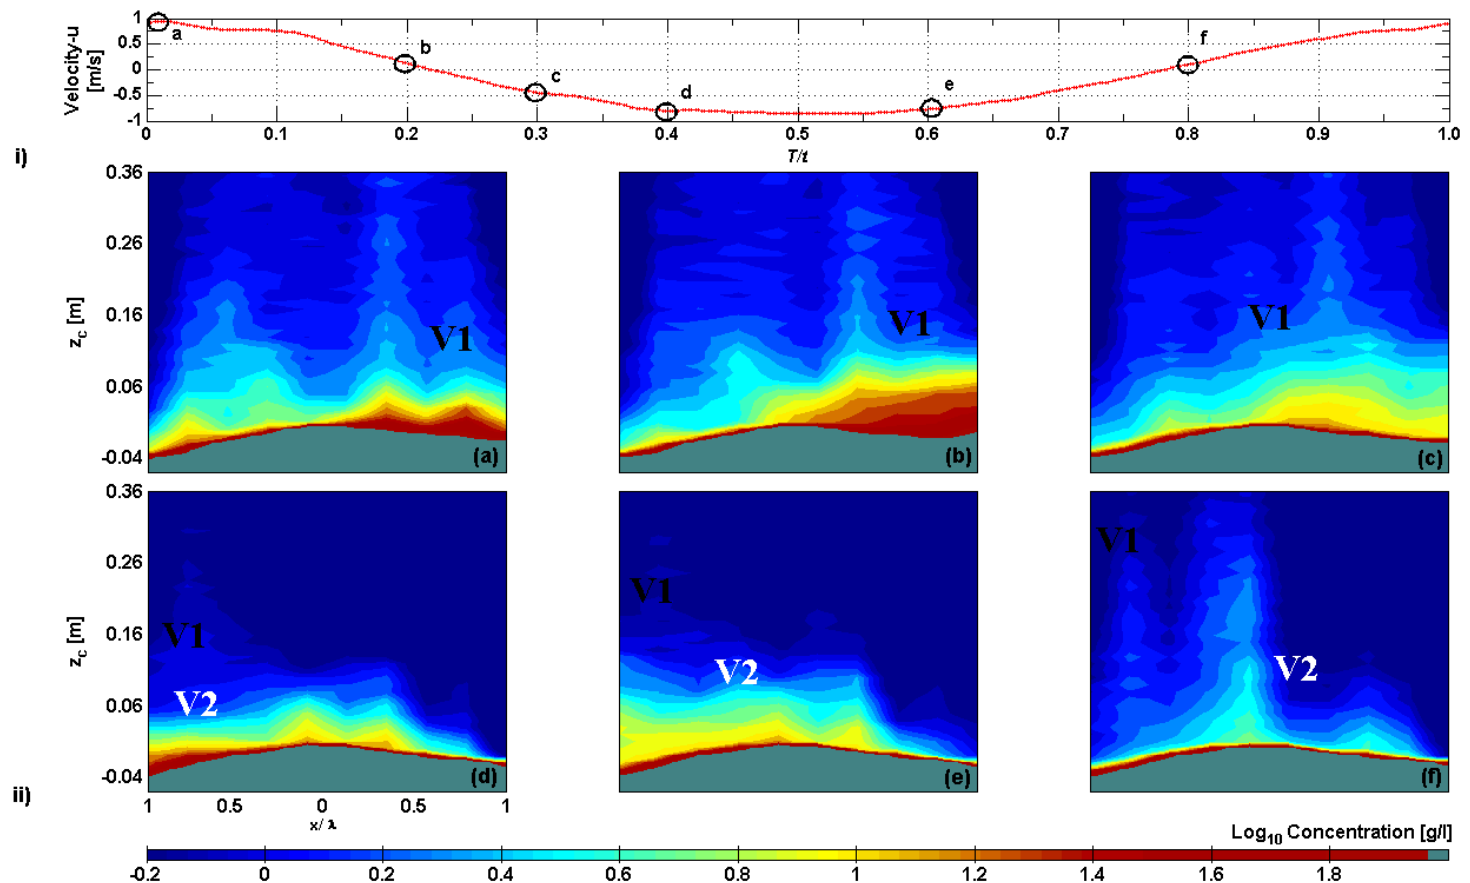 Velocity-u
[m/s]
1
0.5
0
-0.5
-1
a
b
c
d
e
f
0
0.1
0.2
0.3
0.4
0.5
0.6
0.7
0.8
0.9
1.0
T/t
i)
z_c [m]
0.36
0.26
0.16
0.06
-0.04
V1
(a)
V1
(b)
V1
(c)
ii)
z_c [m]
0.36
0.26
0.16
0.06
-0.04
V1
V2
(d)
V1
V2
(e)
V1
V2
(f)
1
0.5
0
0.5
1
x/λ
Log10 Concentration [g/l]
-0.2
0
0.2
0.4
0.6
0.8
1
1.2
1.4
1.6
1.8